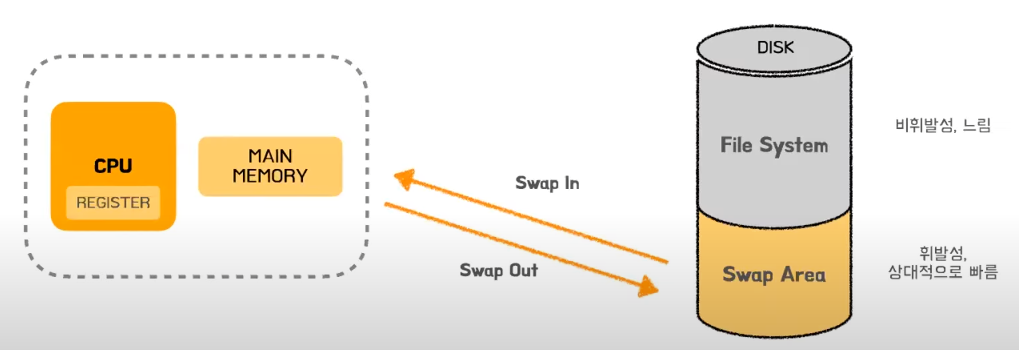 CPU
REGISTER
MAIN
MEMORY
Swap In
Swap Out
DISK
File System
Swap Area
비휘발성, 느림
휘발성,
상대적으로 빠름